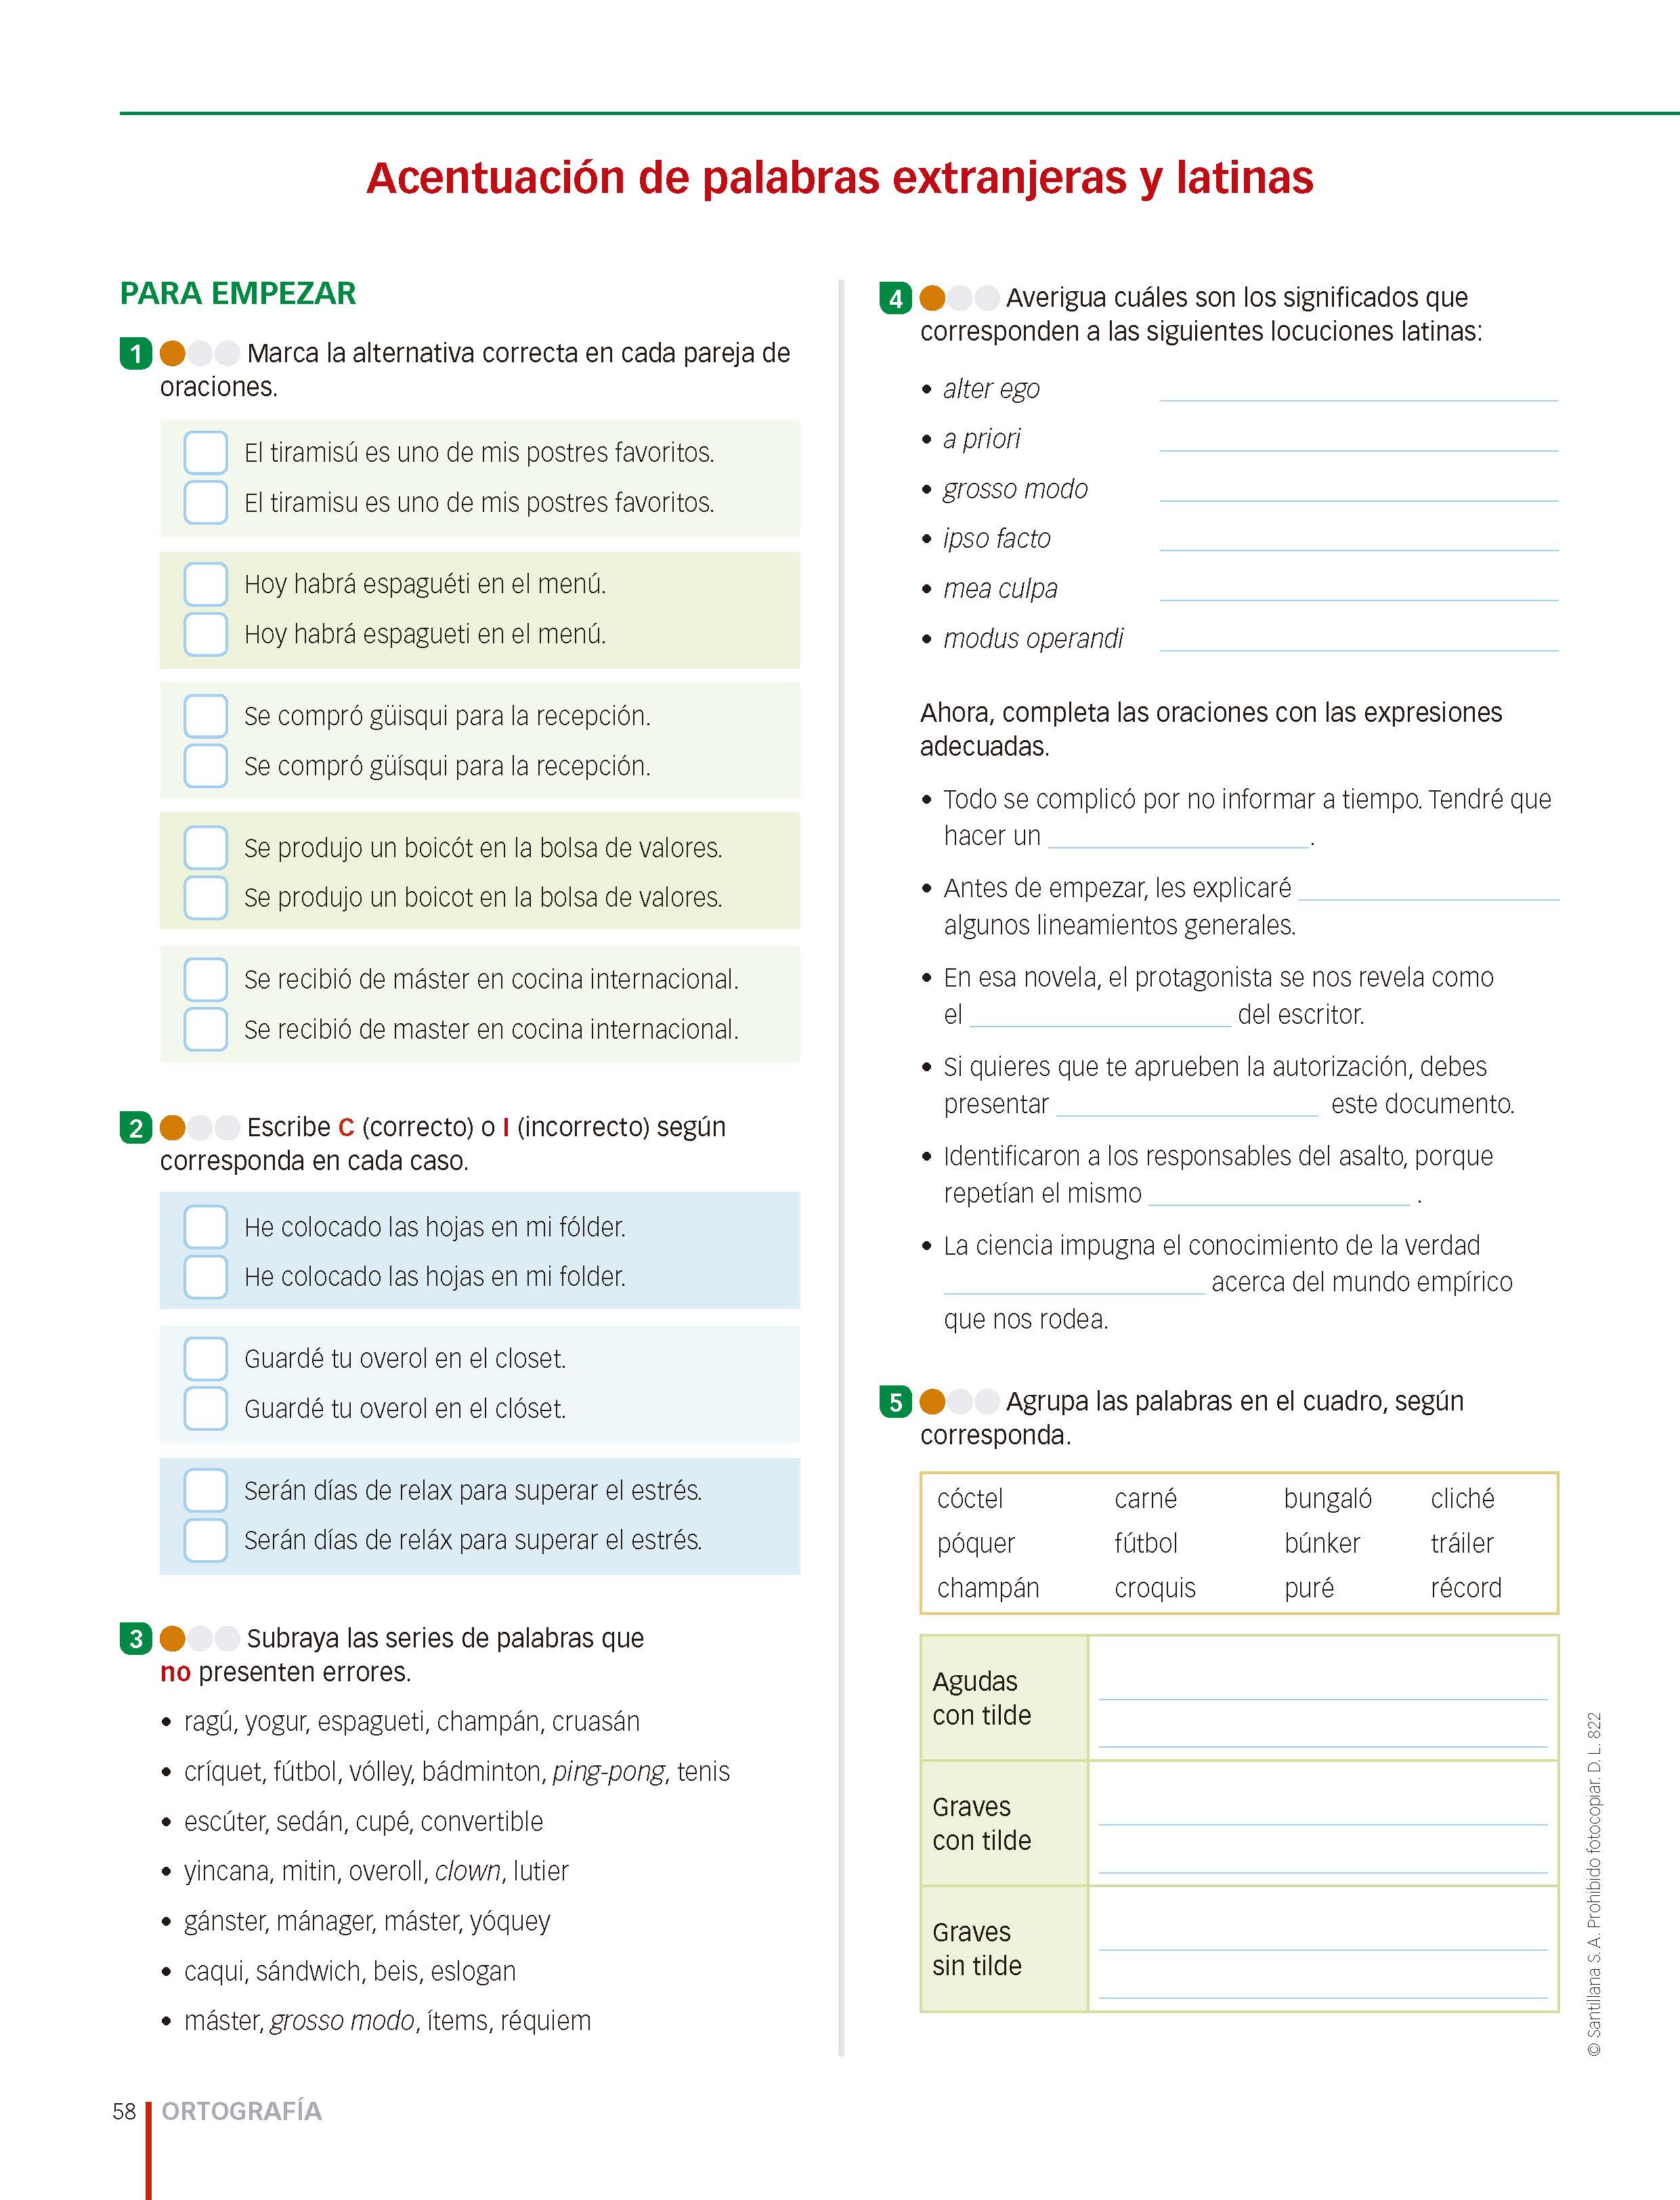 Acentuación de palabras extranjeras y latinas
PARA EMPEZAR
1 Marca la alternativa correcta en cada pareja de
oraciones.
El tiramisú es uno de mis postres favoritos.
El tiramisu es uno de mis postres favoritos.
Hoy habrá espaguéti en el menú.
Hoy habrá espagueti en el menú.
Se compró güisqui para la recepción.
Se compró güísqui para la recepción.
Se produjo un boicót en la bolsa de valores.
Se produjo un boicot en la bolsa de valores.
Se recibió de máster en cocina internacional.
Se recibió de master en cocina internacional.
2 Escribe C (correcto) o I (incorrecto) según
corresponda en cada caso.
He colocado las hojas en mi fólder.
He colocado las hojas en mi folder.
Guardé tu overol en el closet.
Guardé tu overol en el clóset.
Serán días de relax para superar el estrés.
Serán días de reláx para superar el estrés.
3 Subraya las series de palabras que
no presenten errores.
• ragú, yogur, espagueti, champán, cruasán
• críquet, fútbol, vólley, bádminton, ping-pong, tenis
• escúter, sedán, cupé, convertible
• yincana, mitin, overoll, clown, lutier
• gánster, mánager, máster, yóquey
• caqui, sándwich, beis, eslogan
• máster, grosso modo, ítems, réquiem
4 Averigua cuáles son los significados que
corresponden a las siguientes locuciones latinas:
• alter ego
• a priori
• grosso modo
• ipso facto
• mea culpa
• modus operandi
Ahora, completa las oraciones con las expresiones
adecuadas.
• Todo se complicó por no informar a tiempo. Tendré que
hacer un .
• Antes de empezar, les explicaré
algunos lineamientos generales.
• En esa novela, el protagonista se nos revela como
el del escritor.
• Si quieres que te aprueben la autorización, debes
presentar este documento.
• Identificaron a los responsables del asalto, porque
repetían el mismo .
• La ciencia impugna el conocimiento de la verdad
acerca del mundo empírico
que nos rodea.
5 Agrupa las palabras en el cuadro, según
corresponda.
cóctel carné bungaló cliché
póquer fútbol búnker tráiler
champán croquis puré récord
Agudas
con tilde
Graves
con tilde
Graves
sin tilde
© Santillana S. A. Prohibido fotocopiar. D. L. 822
58 ORTOGRAFÍA